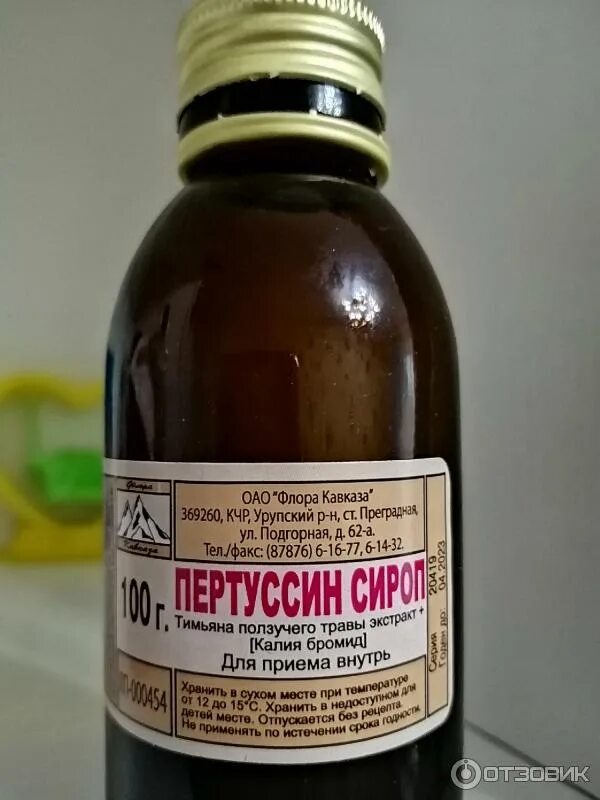 Флора
Кавказа
ОАО "Флора Кавказа"
369260, КЧР, Урупский р-н, ст. Преградная,
ул. Подгорная, д. 62-а.
Тел./факс: (87876) 6-16-77, 6-14-32.
100 г.
ПЕРТУССИН СИРОП
Тимьяна ползучего травы экстракт +
[Калия бромид]
Для приема внутрь
ЛП-000454
Хранить в сухом месте при температуре
от 12 до 15°С. Хранить в недоступном для
детей месте. Отпускается без рецепта.
Не применять по истечении срока годности.
Серия 20419
Годен до: 04.2023
ОТЗОВИК